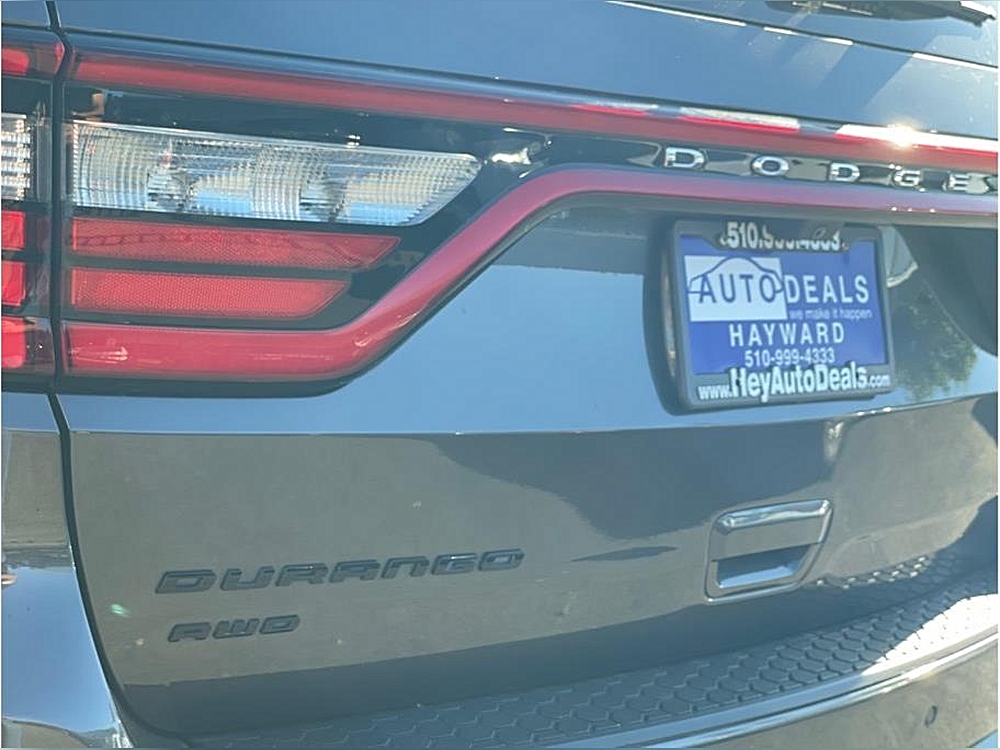 DODGE
AUTO DEALS
we make it happen
HAYWARD
510-999-4333
www.HeyAutoDeals.com
DURANGO
AWD